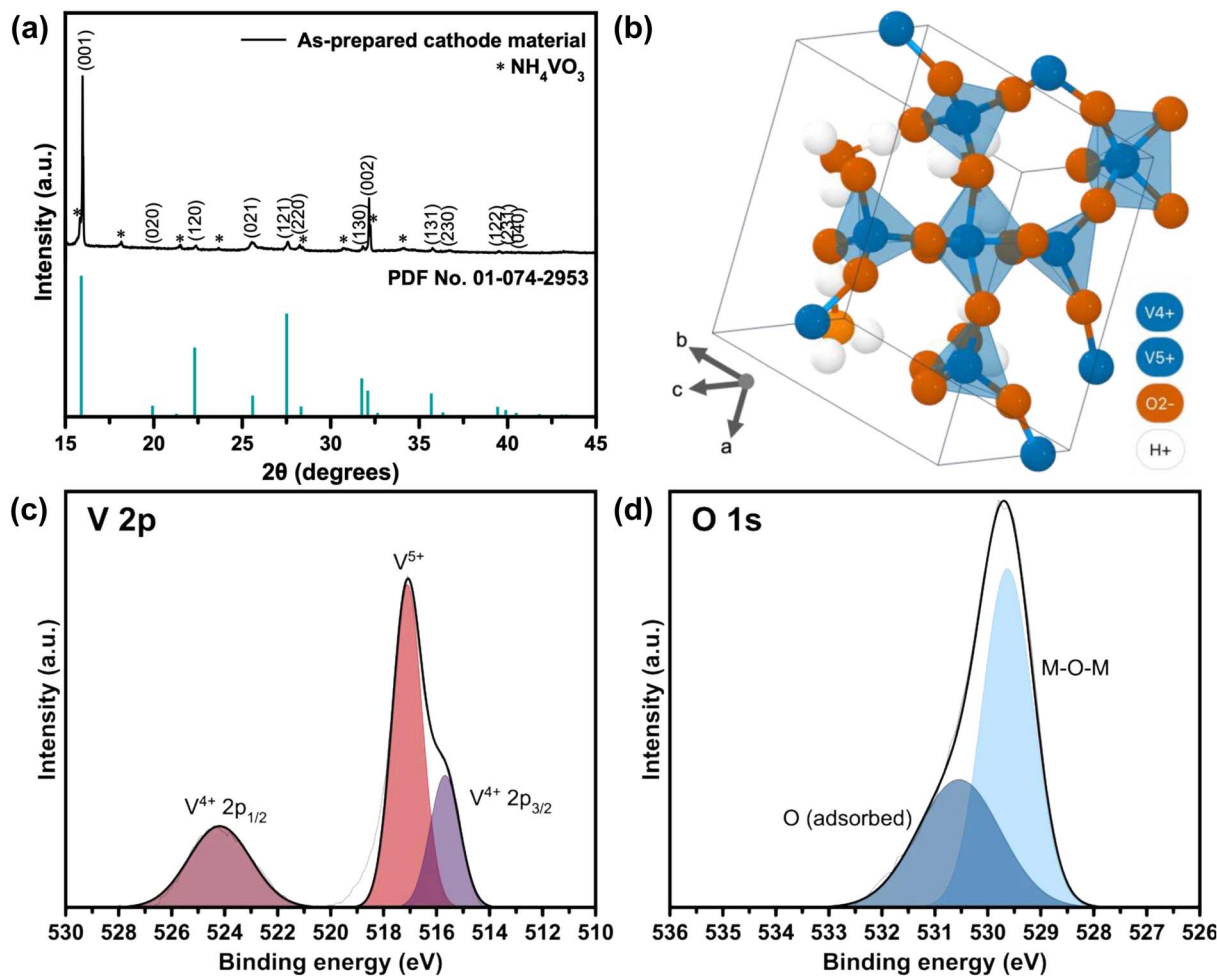 (a)
As-prepared cathode material
* NH₄VO₃
(001)
*
*
(020)
*
(120)
*
(021)
(121)
(220)
*
*
(130)
(002)
*
*
(131)
(230)
(122)
(231)
(040)
PDF No. 01-074-2953
Intensity (a.u.)
15 20 25 30 35 40 45
2θ (degrees)
(b)
b
c
a
V4+
V5+
O2-
H+
(c)
V 2p
V⁵⁺
V⁴⁺ 2p₁/₂
V⁴⁺ 2p₃/₂
Intensity (a.u.)
530 528 526 524 522 520 518 516 514 512 510
Binding energy (eV)
(d)
O 1s
M-O-M
O (adsorbed)
Intensity (a.u.)
536 535 534 533 532 531 530 529 528 527 526
Binding energy (eV)